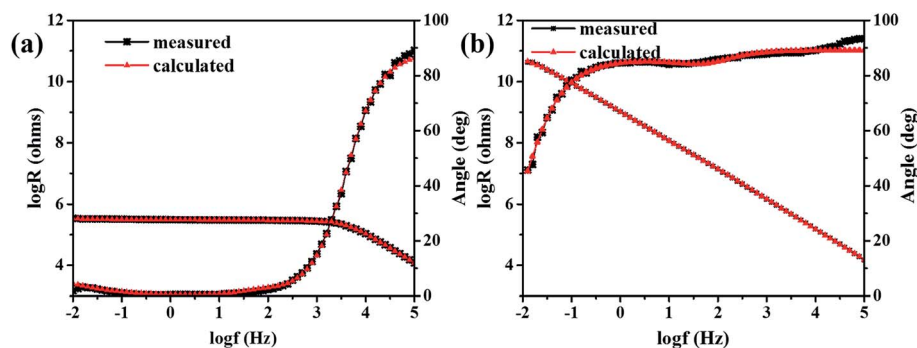 (a)
measured
calculated
logR (ohms)
12
10
8
6
4
100
80
60
40
20
0
Angle (deg)
-2 -1 0 1 2 3 4 5
logf (Hz)
(b)
measured
calculated
logR (ohms)
12
10
8
6
4
100
80
60
40
20
0
Angle (deg)
-2 -1 0 1 2 3 4 5
logf (Hz)